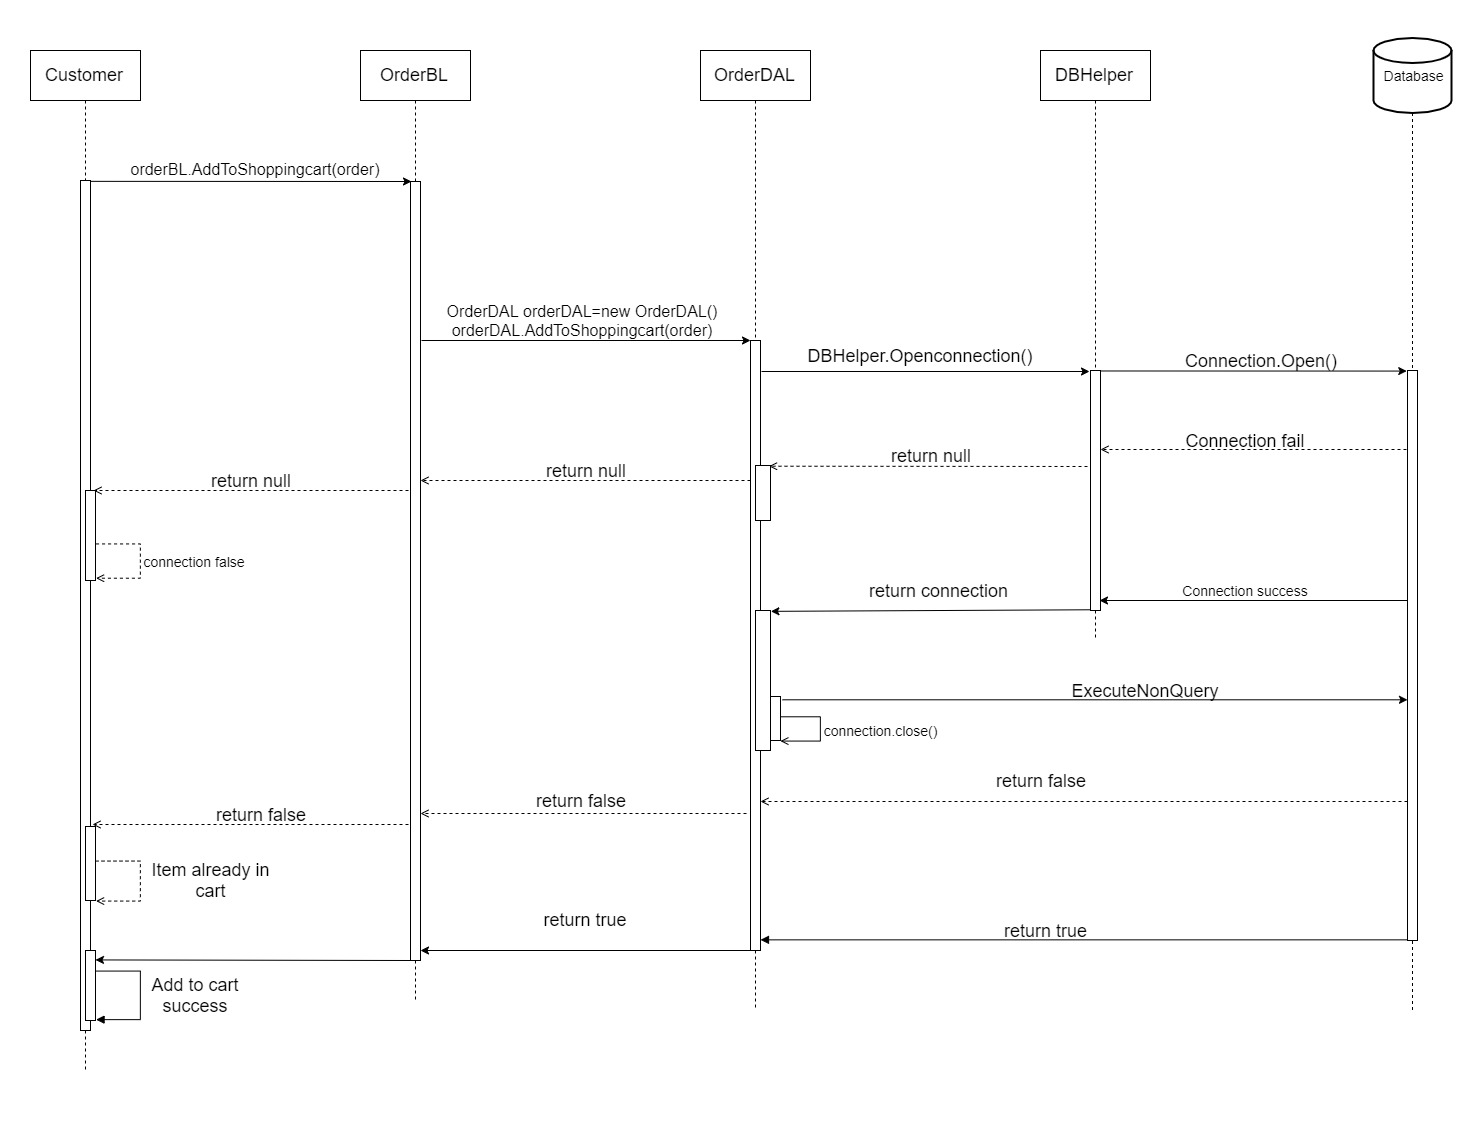 Customer
OrderBL
OrderDAL
DBHelper
Database
orderBL.AddToShoppingcart(order)
OrderDAL orderDAL=new OrderDAL()
orderDAL.AddToShoppingcart(order)
DBHelper.Openconnection()
Connection.Open()
Connection fail
return null
return null
return null
connection false
return connection
Connection success
ExecuteNonQuery
connection.close()
return false
return false
return false
Item already in
cart
return true
return true
Add to cart
success